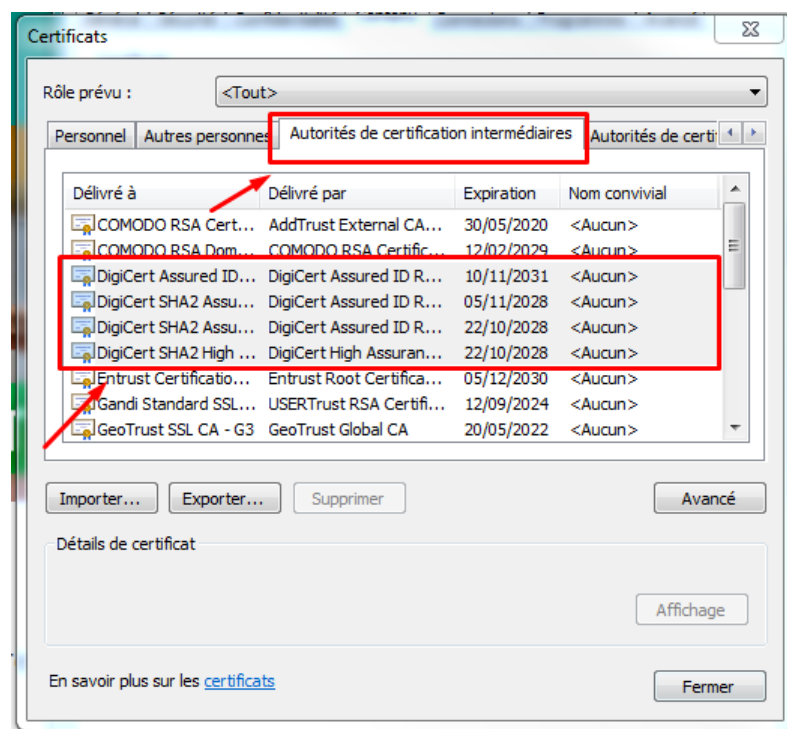 Certificats
Rôle prévu : <Tout>
Personnel Autres personnes Autorités de certification intermédiaires Autorités de certi
Délivré à Délivré par Expiration Nom convivial
COMODO RSA Cert... AddTrust External CA... 30/05/2020 <Aucun>
COMODO RSA Dom... COMODO RSA Certific... 12/02/2029 <Aucun>
DigiCert Assured ID... DigiCert Assured ID R... 10/11/2031 <Aucun>
DigiCert SHA2 Assu... DigiCert Assured ID R... 05/11/2028 <Aucun>
DigiCert SHA2 Assu... DigiCert Assured ID R... 22/10/2028 <Aucun>
DigiCert SHA2 High ... DigiCert High Assuran... 22/10/2028 <Aucun>
Entrust Certificatio... Entrust Root Certifica... 05/12/2030 <Aucun>
Gandi Standard SSL... USERTrust RSA Certifi... 12/09/2024 <Aucun>
GeoTrust SSL CA - G3 GeoTrust Global CA 20/05/2022 <Aucun>
Importer... Exporter... Supprimer Avancé
Détails de certificat
Affichage
En savoir plus sur les certificats
Fermer